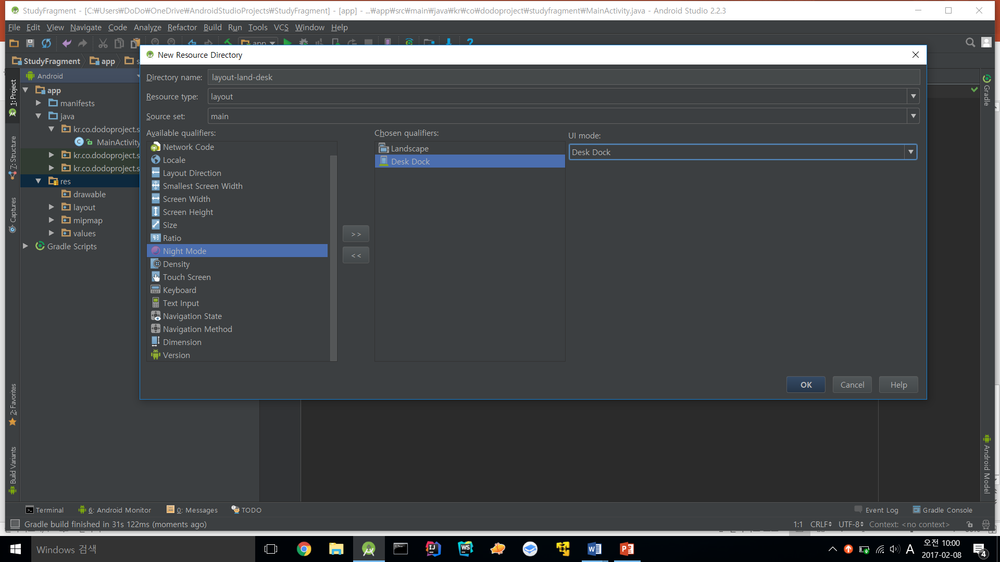 StudyFragment - [C:₩Users₩DoDo₩OneDrive₩AndroidStudioProjects₩StudyFragment] - [app] - ...₩app₩src₩main₩java₩kr₩co₩dodoproject₩studyfragment₩MainActivity.java - Android Studio 2.2.3
File Edit View Navigate Code Analyze Refactor Build Run Tools VCS Window Help
app
New Resource Directory
StudyFragment app s
Directory name: layout-land-desk
Resource type: layout
Source set: main
Available qualifiers:
Network Code
Locale
Layout Direction
Smallest Screen Width
Screen Width
Screen Height
Size
Ratio
Night Mode
Density
Touch Screen
Keyboard
Text Input
Navigation State
Navigation Method
Dimension
Version
>>
<<
Chosen qualifiers:
Landscape
Desk Dock
UI mode:
Desk Dock
OK Cancel Help
Android
app
manifests
java
kr.co.dodoproject.s
MainActivity
kr.co.dodoproject.s
kr.co.dodoproject.s
res
drawable
layout
mipmap
values
Gradle Scripts
1: Project
7: Structure
Captures
2: Favorites
Build Variants
Gradle
Android Model
Terminal 6: Android Monitor 0: Messages TODO Event Log Gradle Console
Gradle build finished in 31s 122ms (moments ago) 1:1 CRLF UTF-8 Context: <no context>
Windows 검색
A
오전 10:00
2017-02-08
4